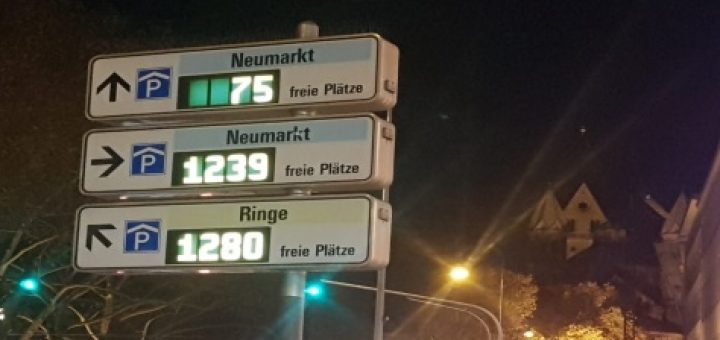 Neumarkt
P 75 freie Plätze
Neumarkt
P 1239 freie Plätze
Ringe
P 1280 freie Plätze